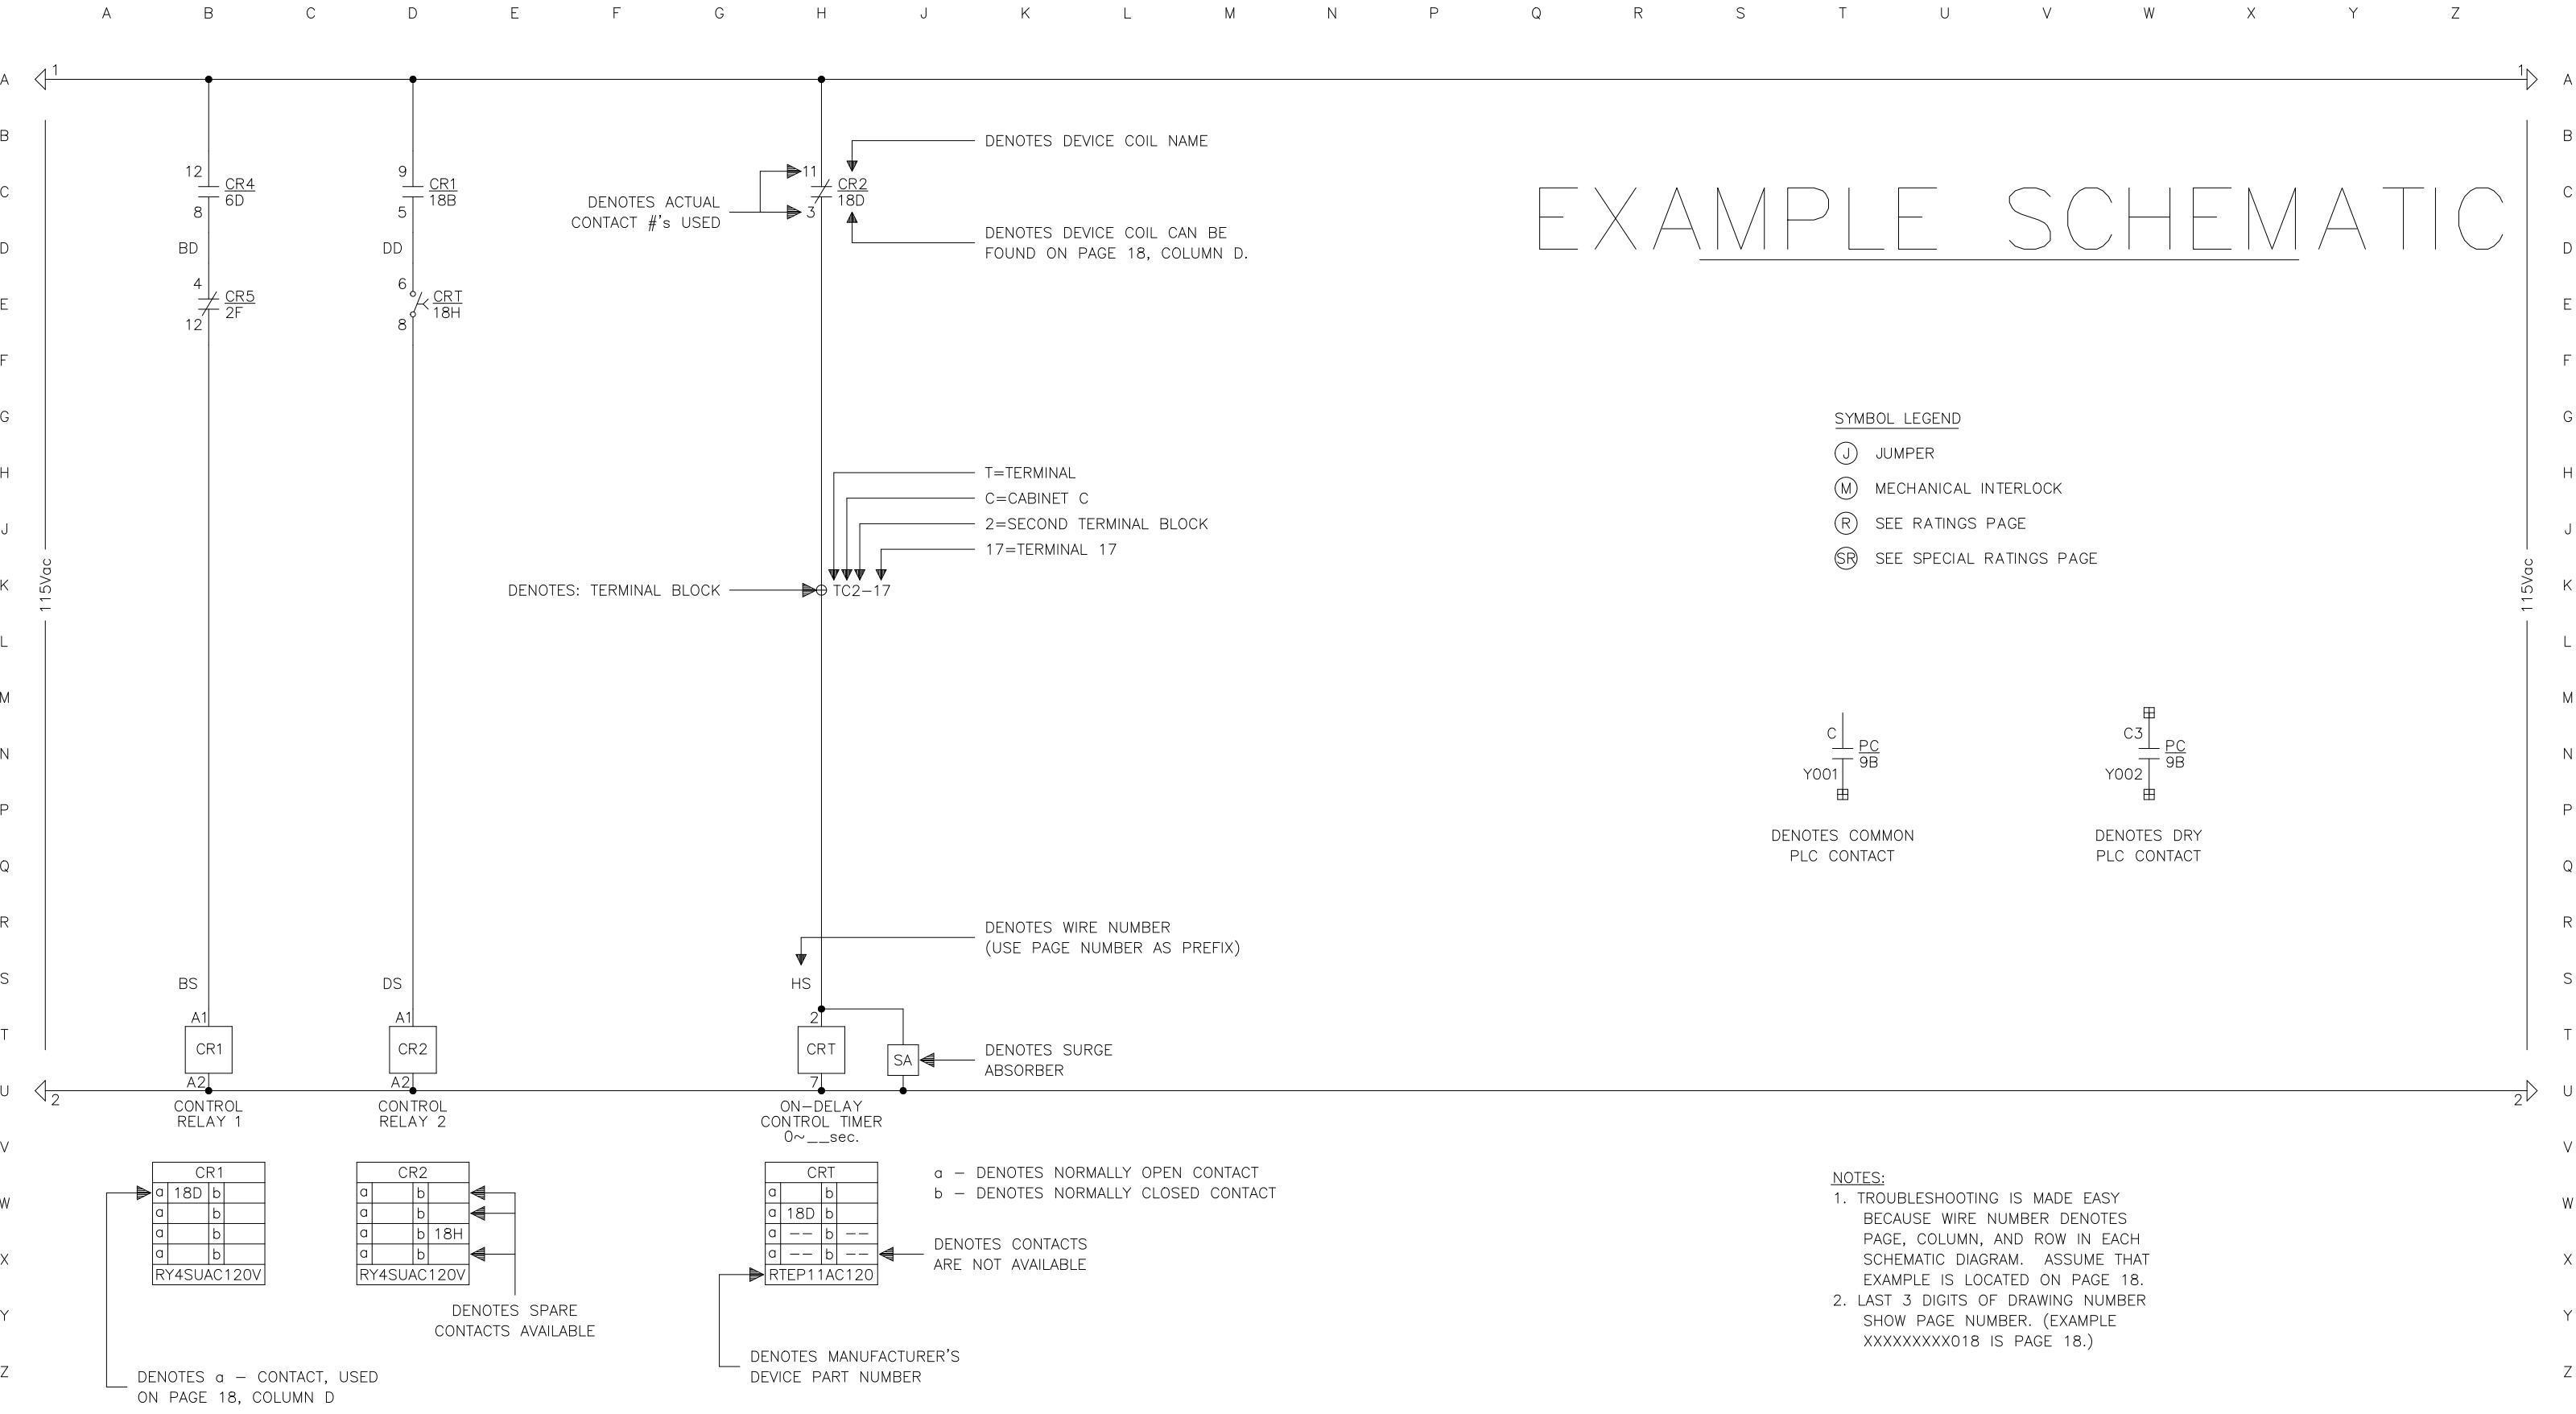 A B C D E F G H J K L M N P Q R S T U V W X Y Z
A 1 1 A
B B
C C
D D
E E
F F
G G
H H
J J
K K
L L
M M
N N
P P
Q Q
R R
S S
T T
U 2 2 U
V V
W W
X X
Y Y
Z Z
115Vac
115Vac
EXAMPLE SCHEMATIC
12
CR4
6D
8
BD
4
CR5
2F
12
BS
A1
CR1
A2
CONTROL
RELAY 1
9
CR1
18B
5
DD
6
CRT
18H
8
DS
A1
CR2
A2
CONTROL
RELAY 2
DENOTES DEVICE COIL NAME
11
CR2
18D
3
DENOTES ACTUAL
CONTACT #'s USED
DENOTES DEVICE COIL CAN BE
FOUND ON PAGE 18, COLUMN D.
T=TERMINAL
C=CABINET C
2=SECOND TERMINAL BLOCK
17=TERMINAL 17
DENOTES: TERMINAL BLOCK
TC2-17
DENOTES WIRE NUMBER
(USE PAGE NUMBER AS PREFIX)
HS
2
CRT
7
SA
DENOTES SURGE
ABSORBER
ON-DELAY
CONTROL TIMER
0~__sec.
SYMBOL LEGEND
J JUMPER
M MECHANICAL INTERLOCK
R SEE RATINGS PAGE
SR SEE SPECIAL RATINGS PAGE
C
PC
9B
Y001
DENOTES COMMON
PLC CONTACT
C3
PC
9B
Y002
DENOTES DRY
PLC CONTACT
CR1
a 18D b
a b
a b
a b
RY4SUAC120V
DENOTES a - CONTACT, USED
ON PAGE 18, COLUMN D
CR2
a b
a b
a b 18H
a b
RY4SUAC120V
DENOTES SPARE
CONTACTS AVAILABLE
CRT
a b
a 18D b
a -- b --
a -- b --
RTEP11AC120
a - DENOTES NORMALLY OPEN CONTACT
b - DENOTES NORMALLY CLOSED CONTACT
DENOTES CONTACTS
ARE NOT AVAILABLE
DENOTES MANUFACTURER'S
DEVICE PART NUMBER
NOTES:
1. TROUBLESHOOTING IS MADE EASY
BECAUSE WIRE NUMBER DENOTES
PAGE, COLUMN, AND ROW IN EACH
SCHEMATIC DIAGRAM. ASSUME THAT
EXAMPLE IS LOCATED ON PAGE 18.
2. LAST 3 DIGITS OF DRAWING NUMBER
SHOW PAGE NUMBER. (EXAMPLE
XXXXXXXXX018 IS PAGE 18.)